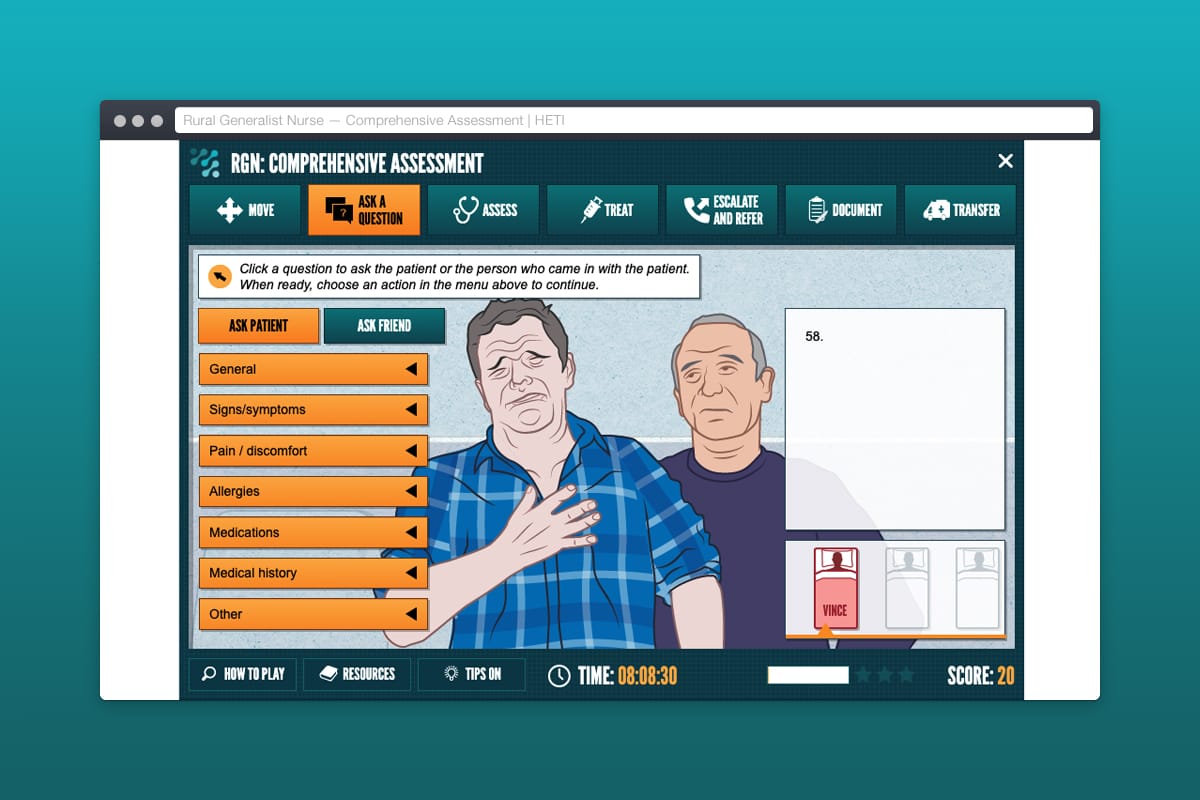 Rural Generalist Nurse — Comprehensive Assessment | HETI
RGN: COMPREHENSIVE ASSESSMENT
MOVE
ASK A
QUESTION
ASSESS
TREAT
ESCALATE
AND REFER
DOCUMENT
TRANSFER
Click a question to ask the patient or the person who came in with the patient.
When ready, choose an action in the menu above to continue.
ASK PATIENT
ASK FRIEND
General
Signs/symptoms
Pain / discomfort
Allergies
Medications
Medical history
Other
58.
VINCE
HOW TO PLAY
RESOURCES
TIPS ON
TIME: 08:08:30
SCORE: 20